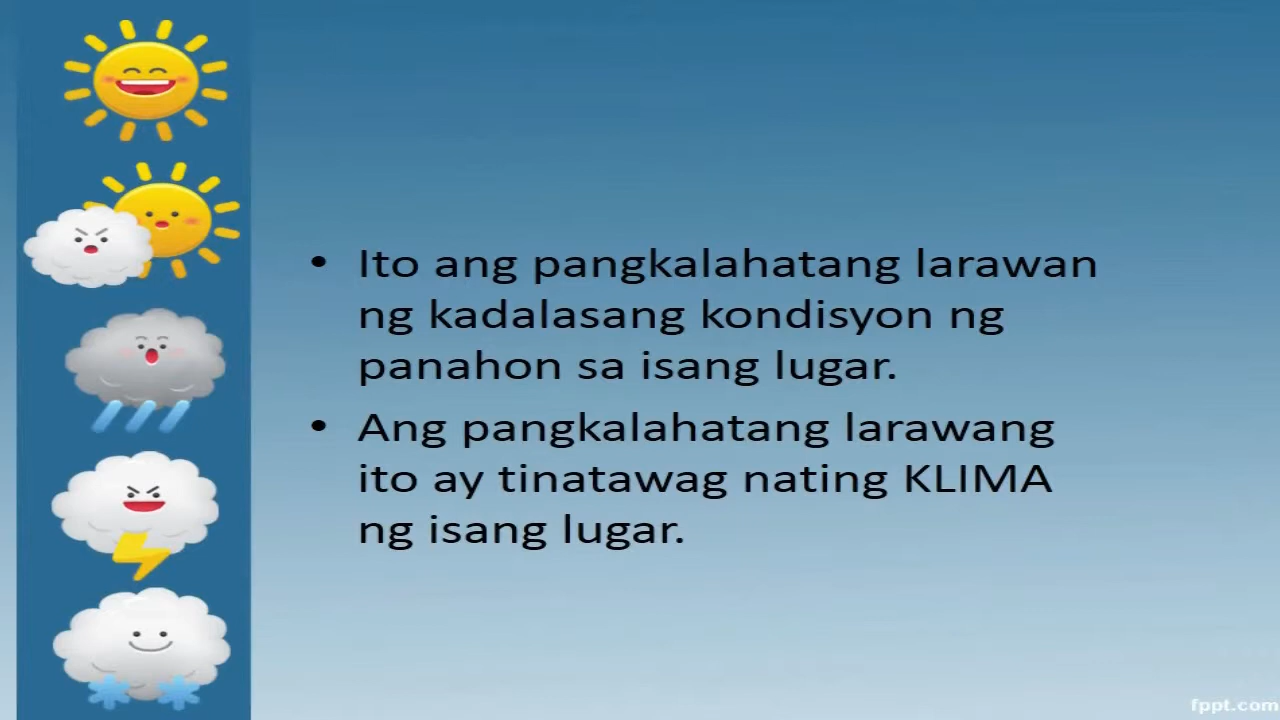 • Ito ang pangkalahatang larawan
ng kadalasang kondisyon ng
panahon sa isang lugar.
• Ang pangkalahatang larawang
ito ay tinatawag nating KLIMA
ng isang lugar.
fppt.com